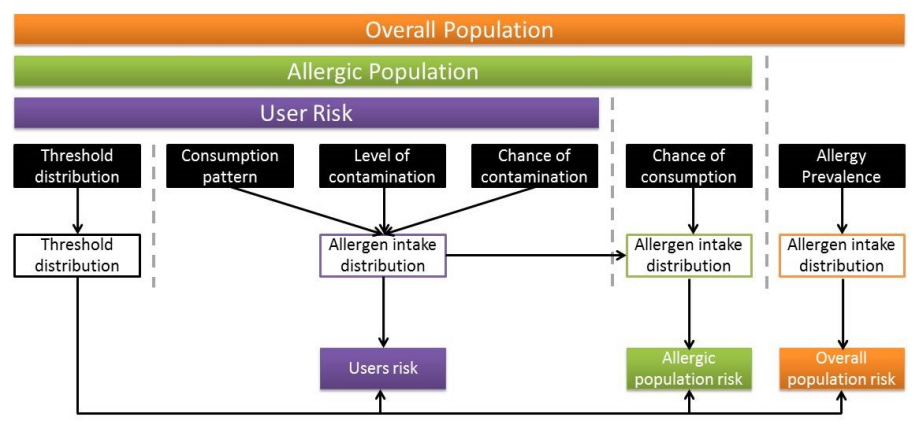 Overall Population
Allergic Population
User Risk
Threshold
distribution
Consumption
pattern
Level of
contamination
Chance of
contamination
Chance of
consumption
Allergy
Prevalence
Threshold
distribution
Allergen intake
distribution
Allergen intake
distribution
Allergen intake
distribution
Users risk
Allergic
population risk
Overall
population risk